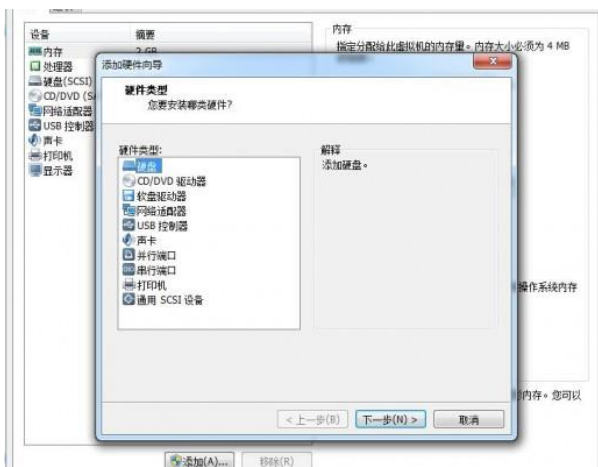 设备
摘要
内存
2 GB
处理器
硬盘(SCSI)
CD/DVD (SA
网络适配器
USB 控制器
声卡
打印机
显示器
内存
指定分配给此虚拟机的内存量。内存大小必须为 4 MB
添加硬件向导
硬件类型
您要安装哪类硬件?
硬件类型:
硬盘
CD/DVD 驱动器
软盘驱动器
网络适配器
USB 控制器
声卡
并行端口
串行端口
打印机
通用 SCSI 设备
解释
添加硬盘。
操作系统内存
内存。您可以
< 上一步(B)
下一步(N) >
取消
添加(A)...
移除(R)